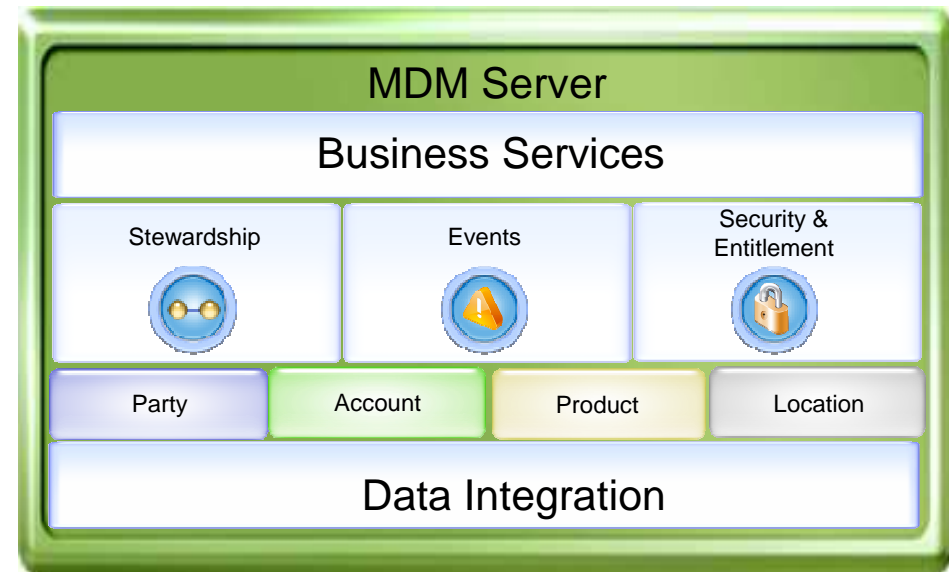 MDM Server
Business Services
Stewardship
Events
Security &
Entitlement
Party
Account
Product
Location
Data Integration